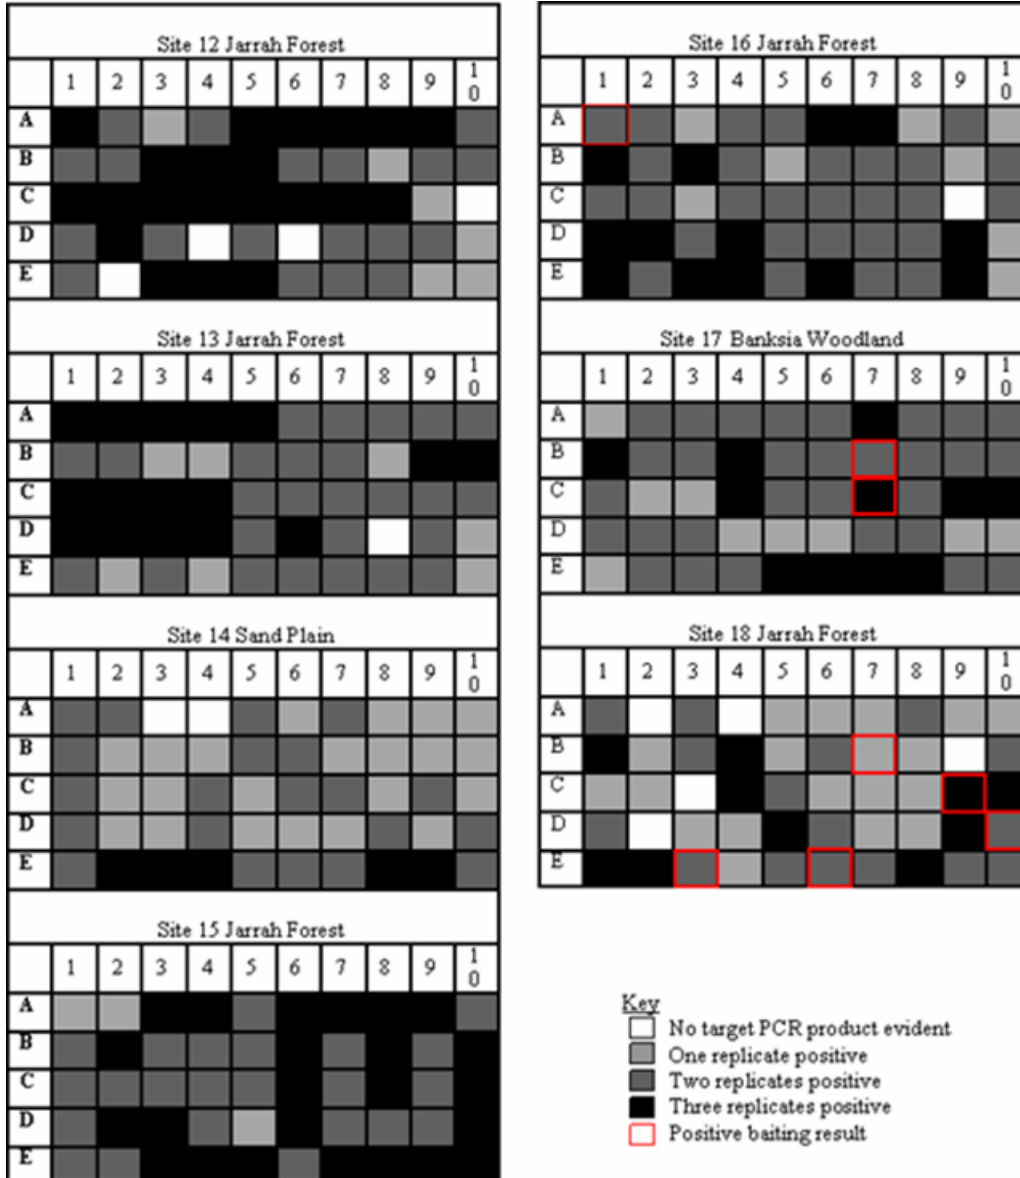 Site 12 Jarrah Forest
1 2 3 4 5 6 7 8 9 10
A
B
C
D
E
Site 13 Jarrah Forest
1 2 3 4 5 6 7 8 9 10
A
B
C
D
E
Site 14 Sand Plain
1 2 3 4 5 6 7 8 9 10
A
B
C
D
E
Site 15 Jarrah Forest
1 2 3 4 5 6 7 8 9 10
A
B
C
D
E
Site 16 Jarrah Forest
1 2 3 4 5 6 7 8 9 10
A
B
C
D
E
Site 17 Banksia Woodland
1 2 3 4 5 6 7 8 9 10
A
B
C
D
E
Site 18 Jarrah Forest
1 2 3 4 5 6 7 8 9 10
A
B
C
D
E
Key
No target PCR product evident
One replicate positive
Two replicates positive
Three replicates positive
Positive baiting result